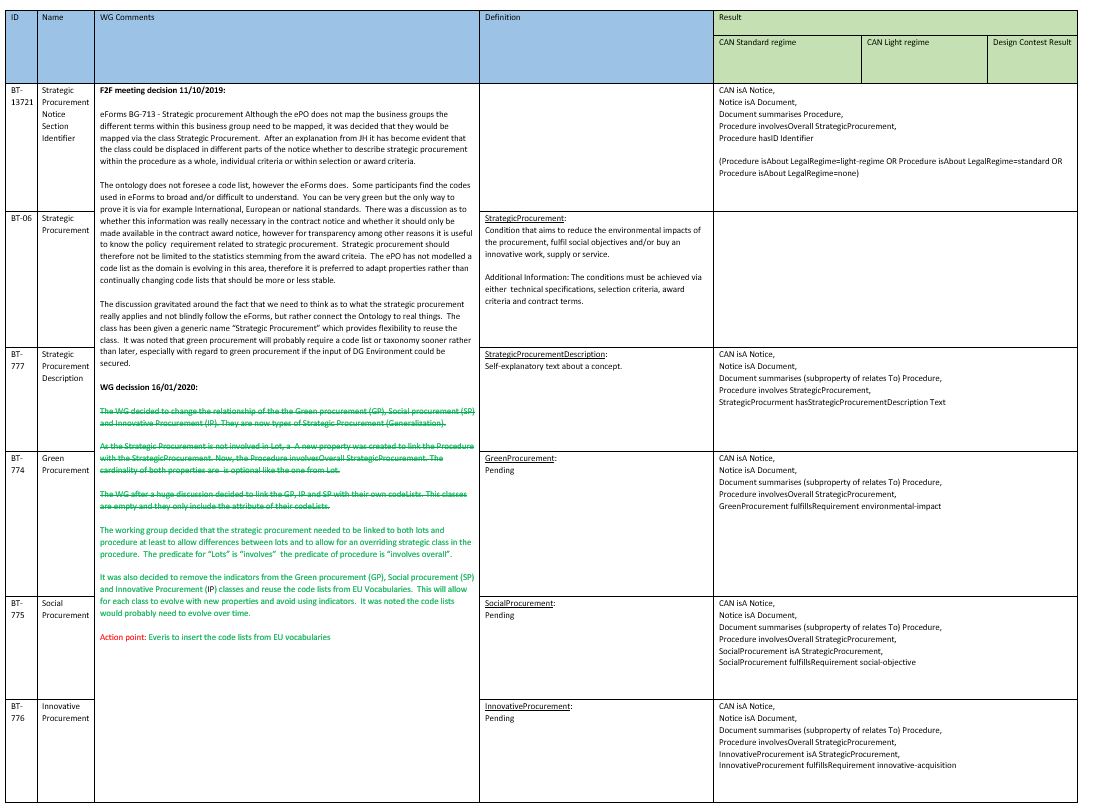 ID
Name
WG Comments
Definition
Result
CAN Standard regime
CAN Light regime
Design Contest Result
BT-
13721
Strategic
Procurement
Notice
Section
Identifier
F2F meeting decision 11/10/2019:
eForms BG-713 - Strategic procurement Although the ePO does not map the business groups
the different terms within this business group need to be mapped, it was decided that they would be
mapped via the class Strategic Procurement.  After an explanation from JH it has become evident that
the class could be displaced in different parts of the notice whether to describe strategic procurement
within the procedure as a whole, individual criteria or within selection or award criteria.
The ontology does not foresee a code list, however the eForms does.  Some participants find the codes
used in eForms to broad and/or difficult to understand.  You can be very green but the only way to
prove it is via for example International, European or national standards.  There was a discussion as to
whether this information was really necessary in the contract notice and whether it should only be
made available in the contract award notice, however for transparency among other reasons it is useful
to know the policy  requirement related to strategic procurement.  Strategic procurement should
therefore not be limited to the statistics stemming from the award criteria.  The ePO has not modelled a
code list as the domain is evolving in this area, therefore it is preferred to adapt properties rather than
continually changing code lists that should be more or less stable.
The discussion gravitated around the fact that we need to think as to what the strategic procurement
really applies and not blindly follow the eForms, but rather connect the Ontology to real things.  The
class has been given a generic name “Strategic Procurement” which provides flexibility to reuse the
class.  It was noted that green procurement will probably require a code list or taxonomy sooner rather
than later, especially with regard to green procurement if the input of DG Environment could be
secured.
WG decission 16/01/2020:
The WG decided to change the relationship of the the Green procurement (GP), Social procurement (SP)
and Innovative Procurement (IP). They are now types of Strategic Procurement (Generalization).
As the Strategic Procurement is not involved in Lot, a  A new property was created to link the Procedure
with the StrategicProcurement. Now, the Procedure involvesOverall StrategicProcurement. The
cardinality of both properties are  is optional like the one from Lot.
The WG after a huge discussion decided to link the GP, IP and SP with their own codeLists. This classes
are empty and they only include the attribute of their codeLists.
The working group decided that the strategic procurement needed to be linked to both lots and
procedure at least to allow differences between lots and to allow for an overriding strategic class in the
procedure.  The predicate for “Lots” is “involves”  the predicate of procedure is “involves overall”.
It was also decided to remove the indicators from the Green procurement (GP), Social procurement (SP)
and Innovative Procurement (IP) classes and reuse the code lists from EU Vocabularies.  This will allow
for each class to evolve with new properties and avoid using indicators.  It was noted the code lists
would probably need to evolve over time.
Action point: Everis to insert the code lists from EU vocabularies
CAN isA Notice,
Notice isA Document,
Document summarises Procedure,
Procedure involvesOverall StrategicProcurement,
Procedure hasID Identifier
(Procedure isAbout LegalRegime=light-regime OR Procedure isAbout LegalRegime=standard OR
Procedure isAbout LegalRegime=none)
BT-06
Strategic
Procurement
StrategicProcurement:
Condition that aims to reduce the environmental impacts of
the procurement, fulfil social objectives and/or buy an
innovative work, supply or service.
Additional Information: The conditions must be achieved via
either  technical specifications, selection criteria, award
criteria and contract terms.
BT-
777
Strategic
Procurement
Description
StrategicProcurementDescription:
Self-explanatory text about a concept.
CAN isA Notice,
Notice isA Document,
Document summarises (subproperty of relates To) Procedure,
Procedure involves StrategicProcurement,
StrategicProcurment hasStrategicProcurementDescription Text
BT-
774
Green
Procurement
GreenProcurement:
Pending
CAN isA Notice,
Notice isA Document,
Document summarises (subproperty of relates To) Procedure,
Procedure involvesOverall StrategicProcurement,
GreenProcurement fulfillsRequirement environmental-impact
BT-
775
Social
Procurement
SocialProcurement:
Pending
CAN isA Notice,
Notice isA Document,
Document summarises (subproperty of relates To) Procedure,
Procedure involvesOverall StrategicProcurement,
SocialProcurement isA StrategicProcurement,
SocialProcurement fulfillsRequirement social-objective
BT-
776
Innovative
Procurement
InnovativeProcurement:
Pending
CAN isA Notice,
Notice isA Document,
Document summarises (subproperty of relates To) Procedure,
Procedure involvesOverall StrategicProcurement,
InnovativeProcurement isA StrategicProcurement,
InnovativeProcurement fulfillsRequirement innovative-acquisition